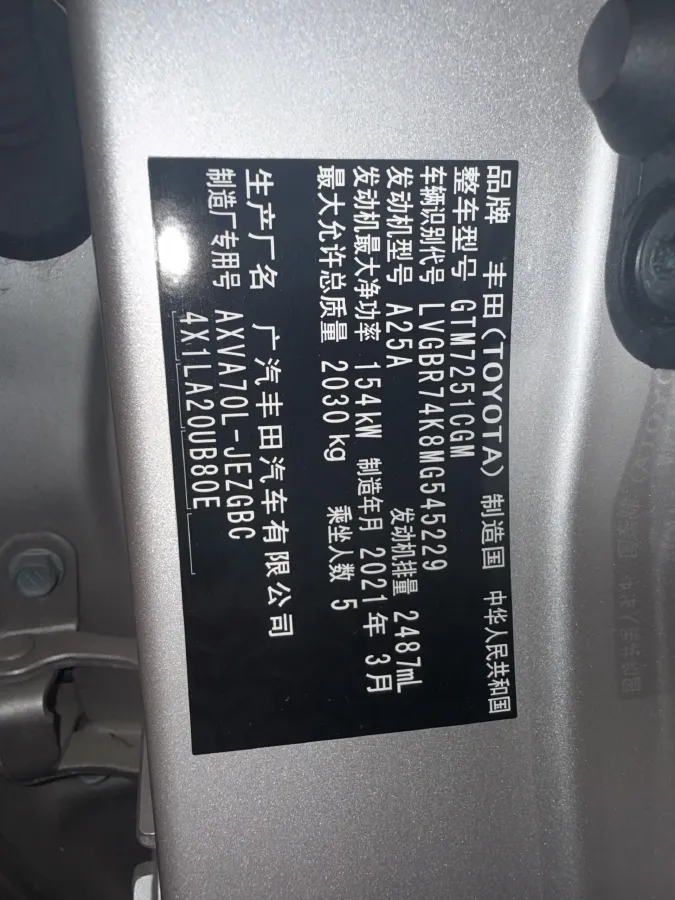 品牌 丰田(TOYOTA) 制造国 中华人民共和国
整车型号 GTM7251CGM
车辆识别代号 LVGBR74K8MG545229
发动机型号 A25A 发动机排量 2487mL
发动机最大净功率 154kW 制造年月 2021年 3月
最大允许总质量 2030 kg 乘坐人数 5
生产厂名 广汽丰田汽车有限公司
制造厂专用号 AXVA70L-JEZGBC
4X1LA20UB80E